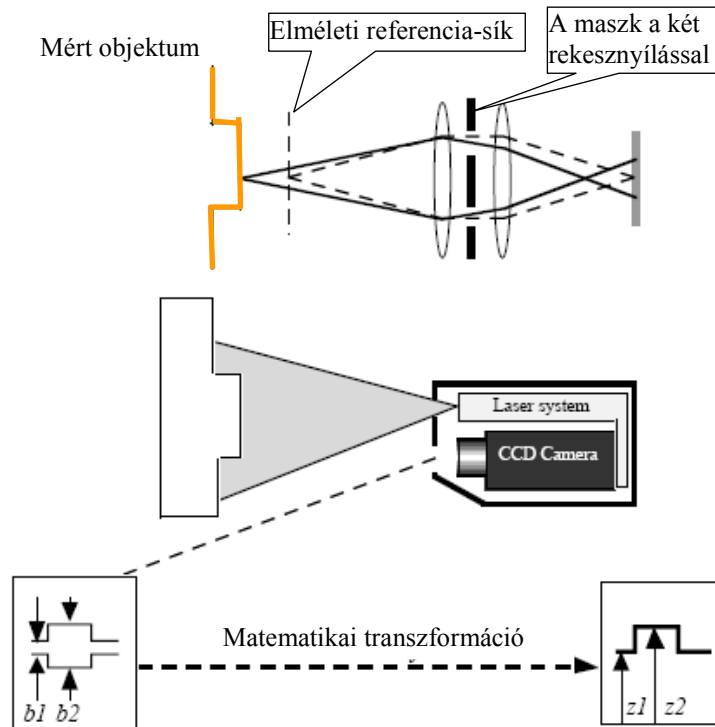 Mért objektum
Elméleti referencia-sík
A maszk a két
rekesznyílással
Laser system
CCD Camera
Matematikai transzformáció
b1 b2
z1 z2